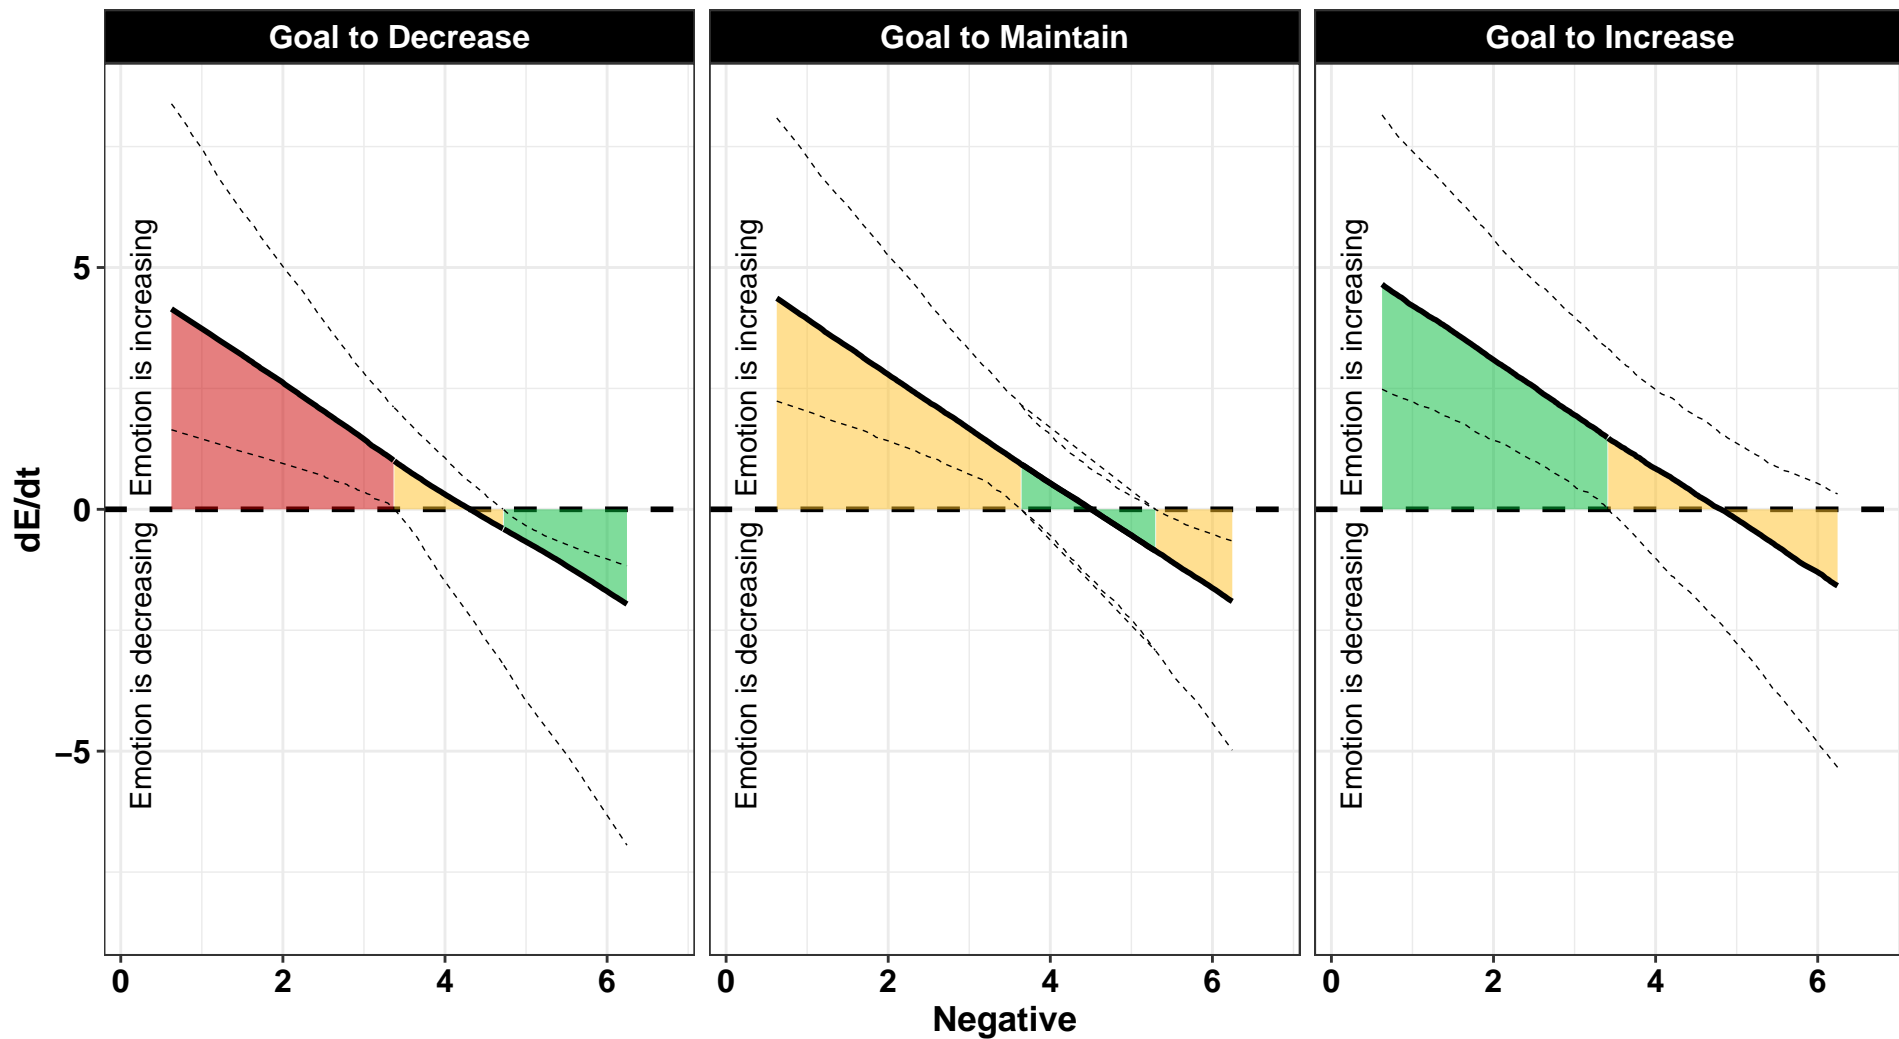 Goal to Decrease
Goal to Maintain
Goal to Increase
dE/dt
5
0
−5
Emotion is increasing
Emotion is decreasing
Emotion is increasing
Emotion is decreasing
Emotion is increasing
Emotion is decreasing
0 2 4 6
0 2 4 6
0 2 4 6
Negative